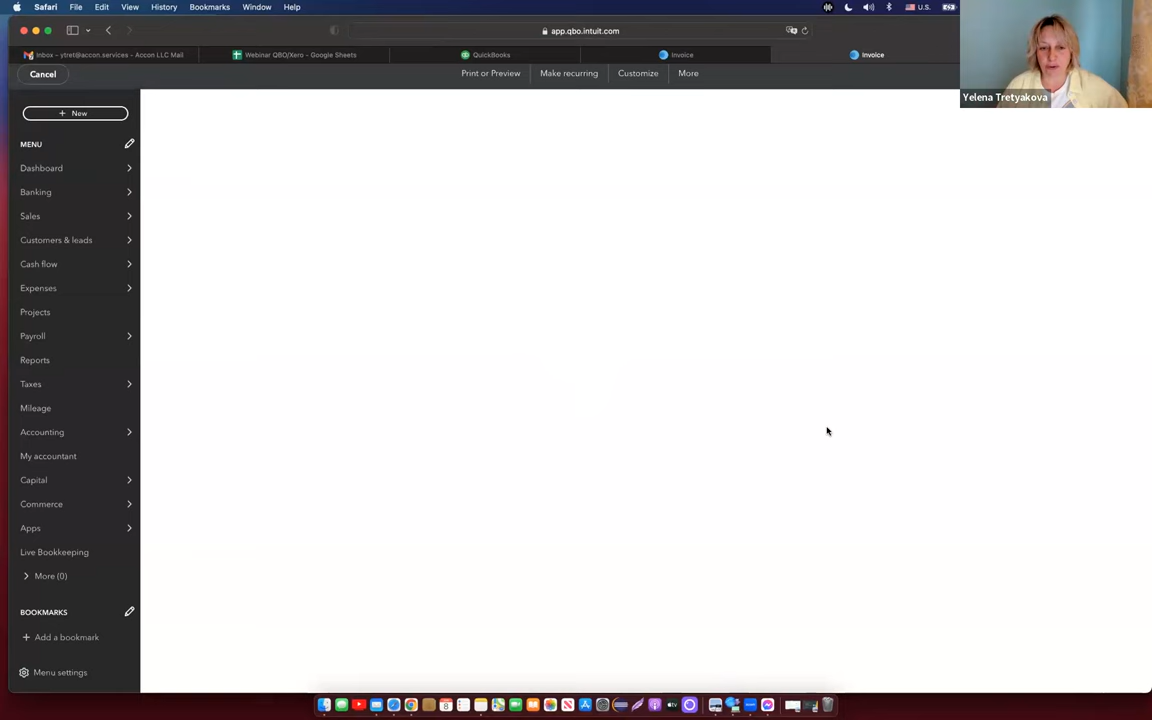 Safari File Edit View History Bookmarks Window Help U.S.
app.qbo.intuit.com
Inbox – ytret@accon.services – Accon LLC Mail
Webinar QBO/Xero – Google Sheets
QuickBooks
Invoice
Invoice
Cancel
Print or Preview
Make recurring
Customize
More
Yelena Tretyakova
+ New
MENU
Dashboard
Banking
Sales
Customers & leads
Cash flow
Expenses
Projects
Payroll
Reports
Taxes
Mileage
Accounting
My accountant
Capital
Commerce
Apps
Live Bookkeeping
More (0)
BOOKMARKS
+ Add a bookmark
Menu settings
8